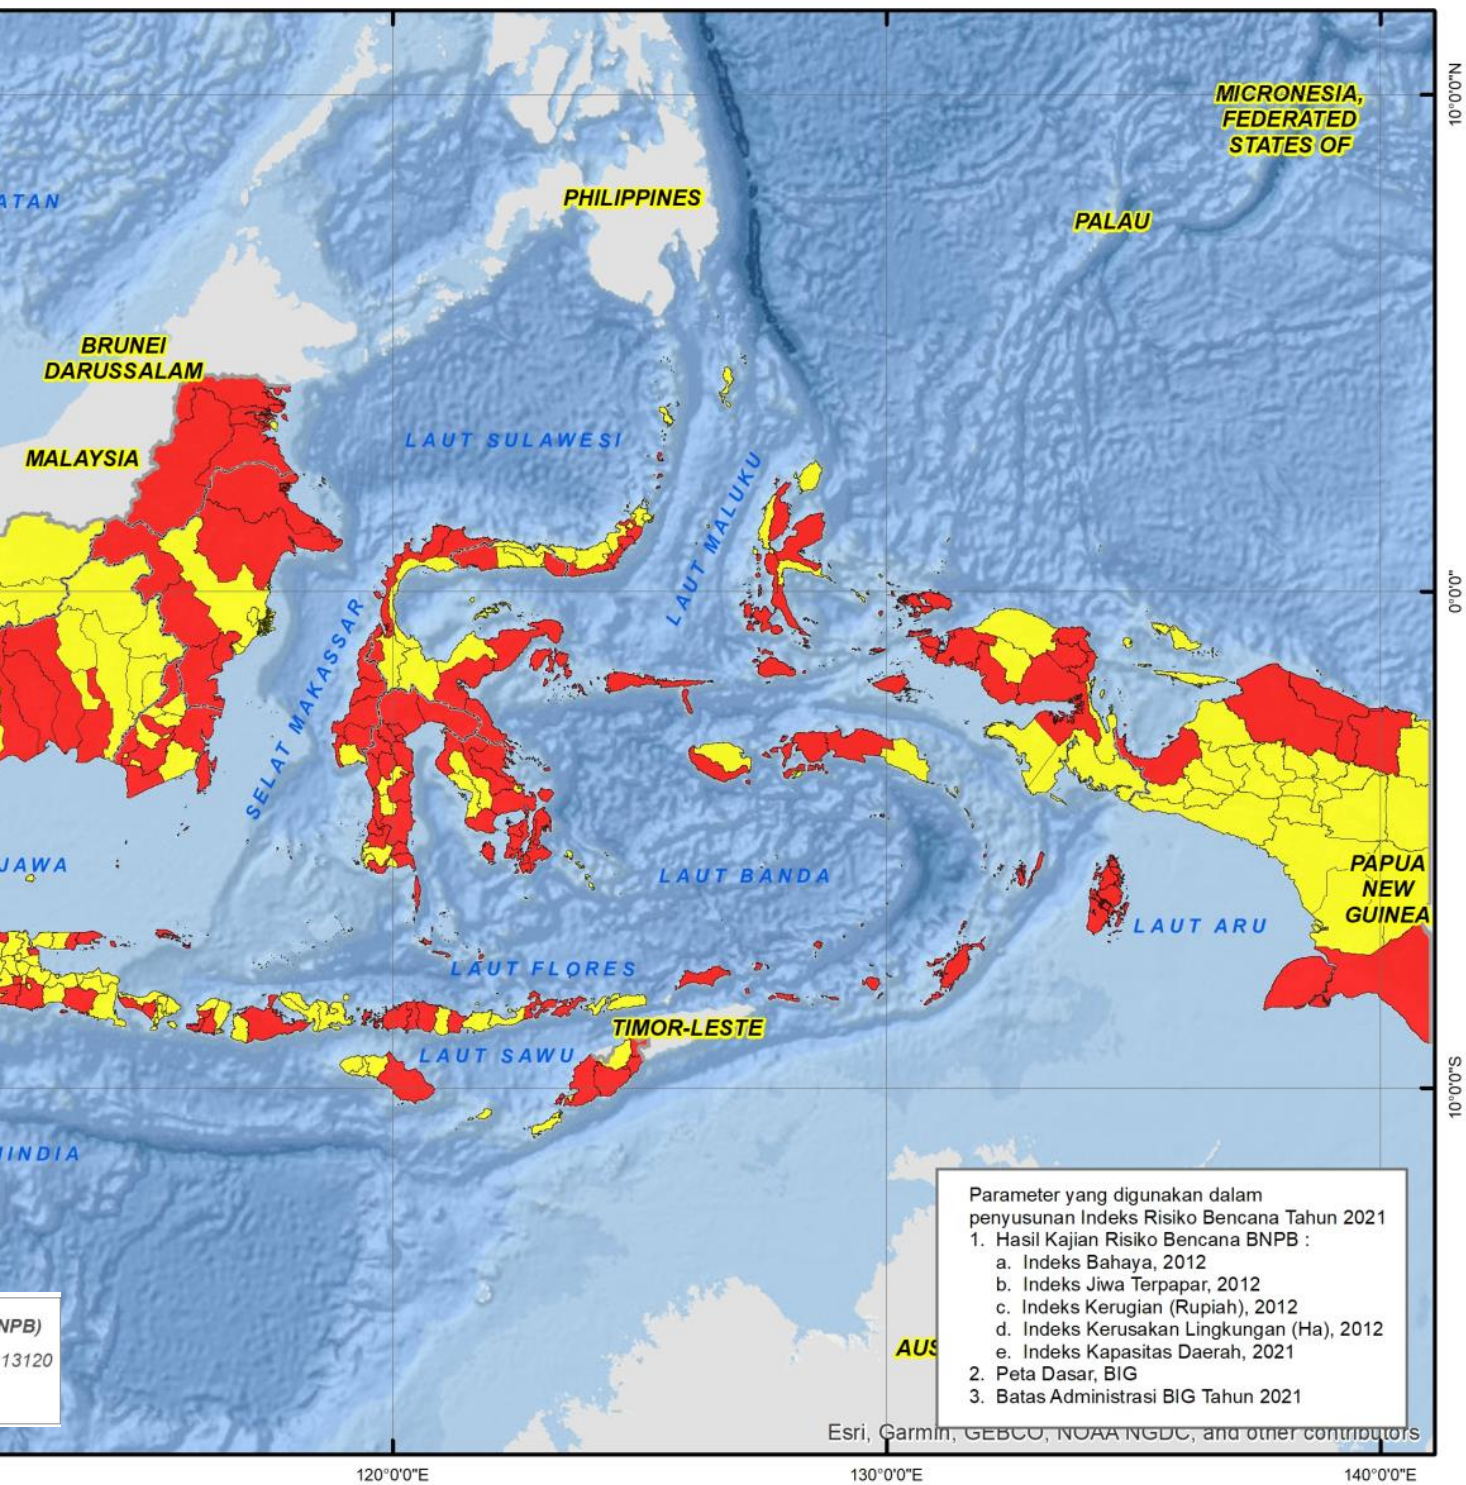 10°0'0"N
MICRONESIA,
FEDERATED
STATES OF
PHILIPPINES
ATAN
PALAU
BRUNEI
DARUSSALAM
LAUT SULAWESI
MALAYSIA
LAUT MALUKU
0°0'0"
SELAT MAKASSAR
JAWA
LAUT BANDA
PAPUA
NEW
GUINEA
LAUT ARU
LAUT FLORES
TIMOR-LESTE
LAUT SAWU
10°0'0"S
HINDIA
Parameter yang digunakan dalam
penyusunan Indeks Risiko Bencana Tahun 2021
1. Hasil Kajian Risiko Bencana BNPB :
a. Indeks Bahaya, 2012
b. Indeks Jiwa Terpapar, 2012
c. Indeks Kerugian (Rupiah), 2012
d. Indeks Kerusakan Lingkungan (Ha), 2012
e. Indeks Kapasitas Daerah, 2021
2. Peta Dasar, BIG
3. Batas Administrasi BIG Tahun 2021
NPB)
13120
AUS
Esri, Garmin, GEBCO, NOAA NGDC, and other contributors
120°0'0"E
130°0'0"E
140°0'0"E